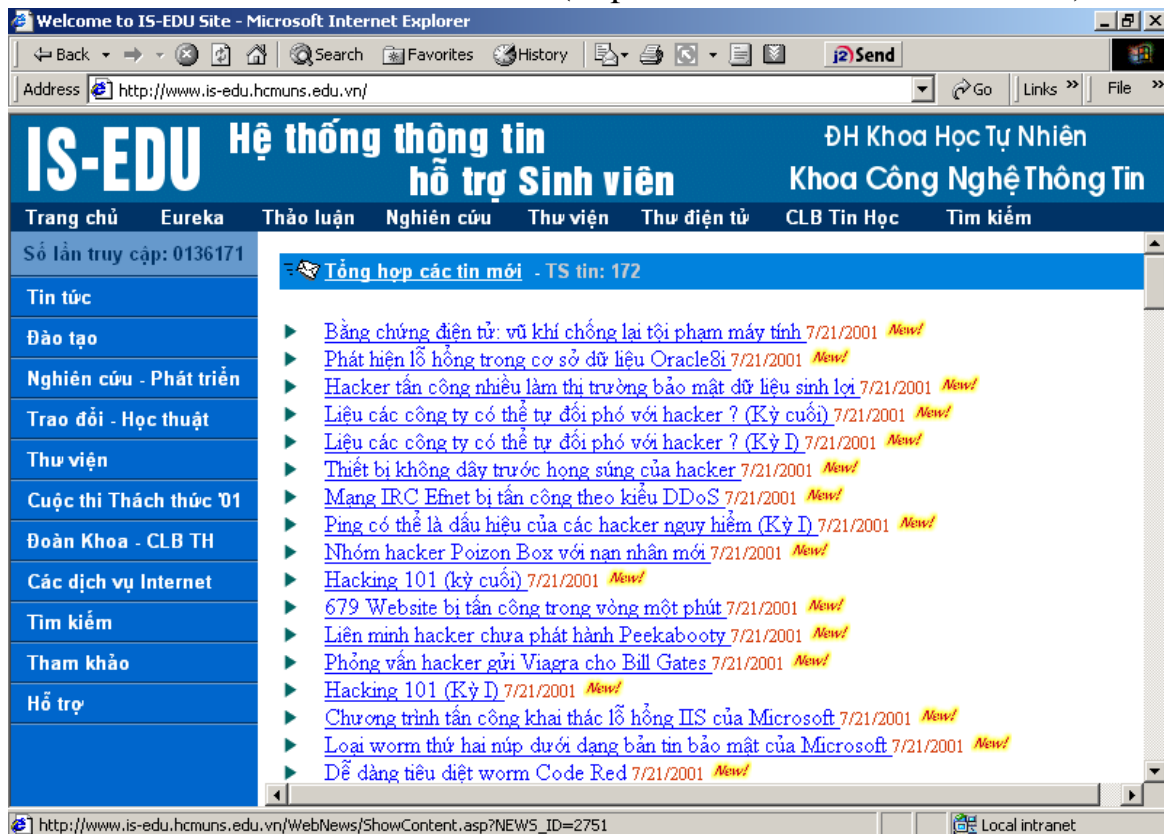 Welcome to IS-EDU Site - Microsoft Internet Explorer
Back Search Favorites History Send
Address http://www.is-edu.hcmuns.edu.vn/ Go Links » File »
IS-EDU Hệ thống thông tin
hỗ trợ Sinh viên
ĐH Khoa Học Tự Nhiên
Khoa Công Nghệ Thông Tin
Trang chủ Eureka Thảo luận Nghiên cứu Thư viện Thư điện tử CLB Tin Học Tìm kiếm
Số lần truy cập: 0136171
Tin tức
Đào tạo
Nghiên cứu - Phát triển
Trao đổi - Học thuật
Thư viện
Cuộc thi Thách thức '01
Đoàn Khoa - CLB TH
Các dịch vụ Internet
Tìm kiếm
Tham khảo
Hỗ trợ
Tổng hợp các tin mới - TS tin: 172
Bằng chứng điện tử: vũ khí chống lại tội phạm máy tính 7/21/2001 New!
Phát hiện lỗ hổng trong cơ sở dữ liệu Oracle8i 7/21/2001 New!
Hacker tấn công nhiều làm thị trường bảo mật dữ liệu sinh lợi 7/21/2001 New!
Liệu các công ty có thể tự đối phó với hacker ? (Kỳ cuối) 7/21/2001 New!
Liệu các công ty có thể tự đối phó với hacker ? (Kỳ I) 7/21/2001 New!
Thiết bị không dây trước họng súng của hacker 7/21/2001 New!
Mạng IRC Efnet bị tấn công theo kiểu DDoS 7/21/2001 New!
Ping có thể là dấu hiệu của các hacker nguy hiểm (Kỳ I) 7/21/2001 New!
Nhóm hacker Poizon Box với nạn nhân mới 7/21/2001 New!
Hacking 101 (kỳ cuối) 7/21/2001 New!
679 Website bị tấn công trong vòng một phút 7/21/2001 New!
Liên minh hacker chưa phát hành Peekabooty 7/21/2001 New!
Phỏng vấn hacker gửi Viagra cho Bill Gates 7/21/2001 New!
Hacking 101 (Kỳ I) 7/21/2001 New!
Chương trình tấn công khai thác lỗ hổng IIS của Microsoft 7/21/2001 New!
Loại worm thứ hai núp dưới dạng bản tin bảo mật của Microsoft 7/21/2001 New!
Dễ dàng tiêu diệt worm Code Red 7/21/2001 New!
http://www.is-edu.hcmuns.edu.vn/WebNews/ShowContent.asp?NEWS_ID=2751 Local intranet